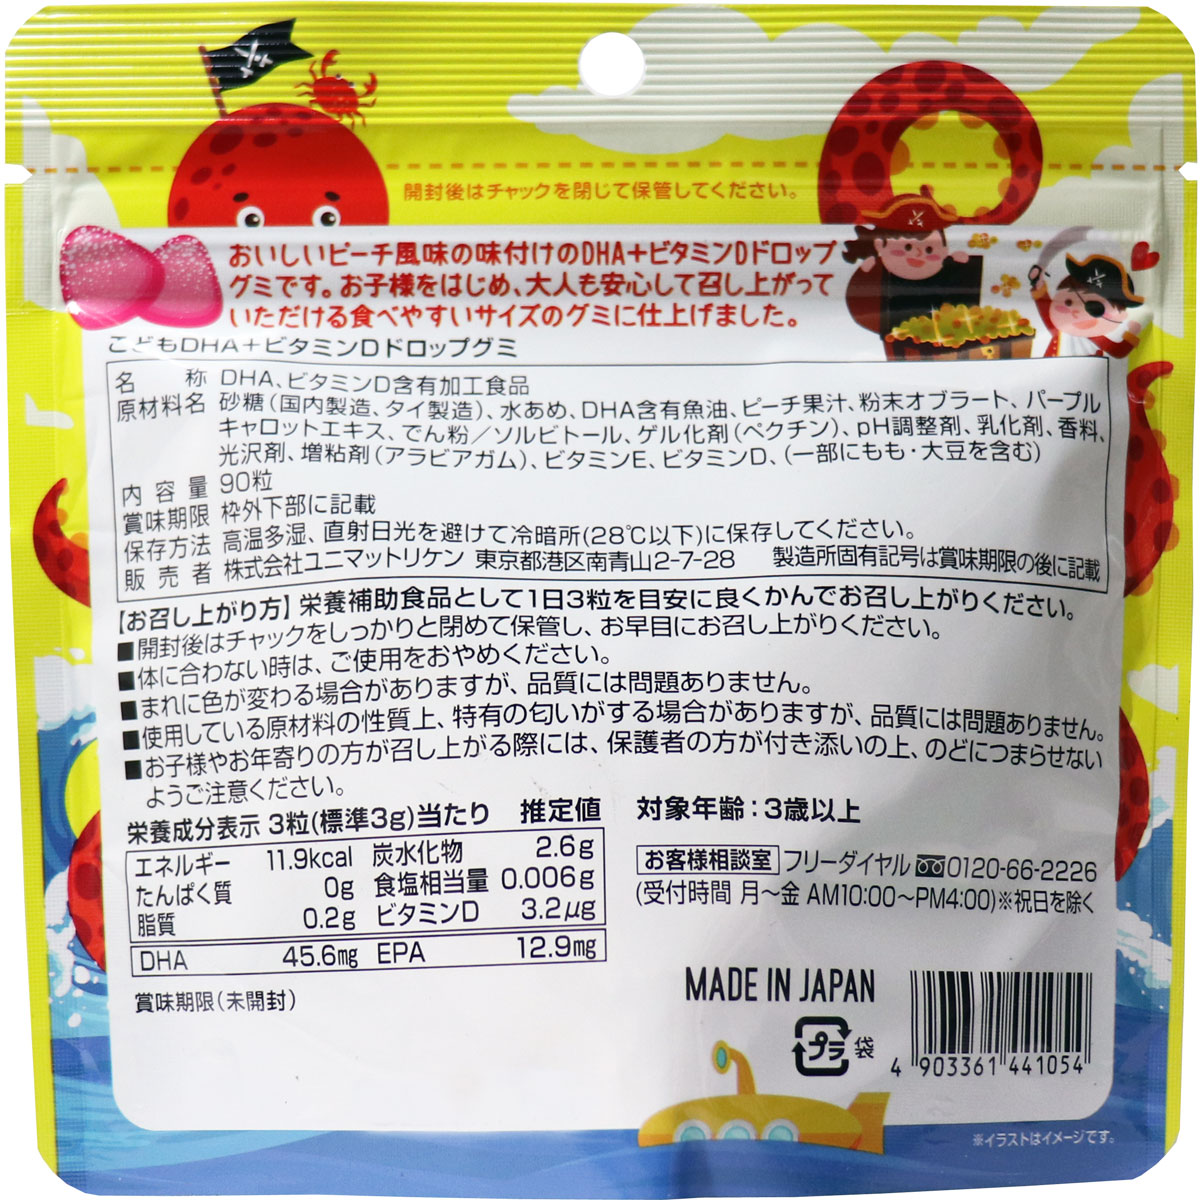 開封後はチャックを閉じて保管してください。
おいしいピーチ風味の味付けのDHA+ビタミンDドロップ
グミです。お子様をはじめ、大人も安心して召し上がって
いただける食べやすいサイズのグミに仕上げました。
こどもDHA+ビタミンDドロップグミ
名称 DHA、ビタミンD含有加工食品
原材料名 砂糖(国内製造、タイ製造)、水あめ、DHA含有魚油、ピーチ果汁、粉末オブラート、パープル
キャロットエキス、でん粉/ソルビトール、ゲル化剤(ペクチン)、pH調整剤、乳化剤、香料、
光沢剤、増粘剤(アラビアガム)、ビタミンE、ビタミンD、(一部にもも・大豆を含む)
内容量 90粒
賞味期限 枠外下部に記載
保存方法 高温多湿、直射日光を避けて冷暗所(28℃以下)に保存してください。
販売者 株式会社ユニマットリケン 東京都港区南青山2-7-28 製造所固有記号は賞味期限の後に記載
【お召し上がり方】栄養補助食品として1日3粒を目安に良くかんでお召し上がりください。
■開封後はチャックをしっかりと閉めて保管し、お早目にお召し上がりください。
■体に合わない時は、ご使用をおやめください。
■まれに色が変わる場合がありますが、品質には問題ありません。
■使用している原材料の性質上、特有の匂いがする場合がありますが、品質には問題ありません。
■お子様やお年寄りの方が召し上がる際には、保護者の方が付き添いの上、のどにつまらせない
ようご注意ください。
栄養成分表示 3粒(標準3g)当たり 推定値
エネルギー 11.9kcal 炭水化物 2.6g
たんぱく質 0g 食塩相当量 0.006g
脂質 0.2g ビタミンD 3.2μg
DHA 45.6mg EPA 12.9mg
賞味期限(未開封)
対象年齢:3歳以上
お客様相談室 フリーダイヤル 0120-66-2226
(受付時間 月〜金 AM10:00〜PM4:00)※祝日を除く
MADE IN JAPAN
プラ 袋
4 903361 441054
※イラストはイメージです。